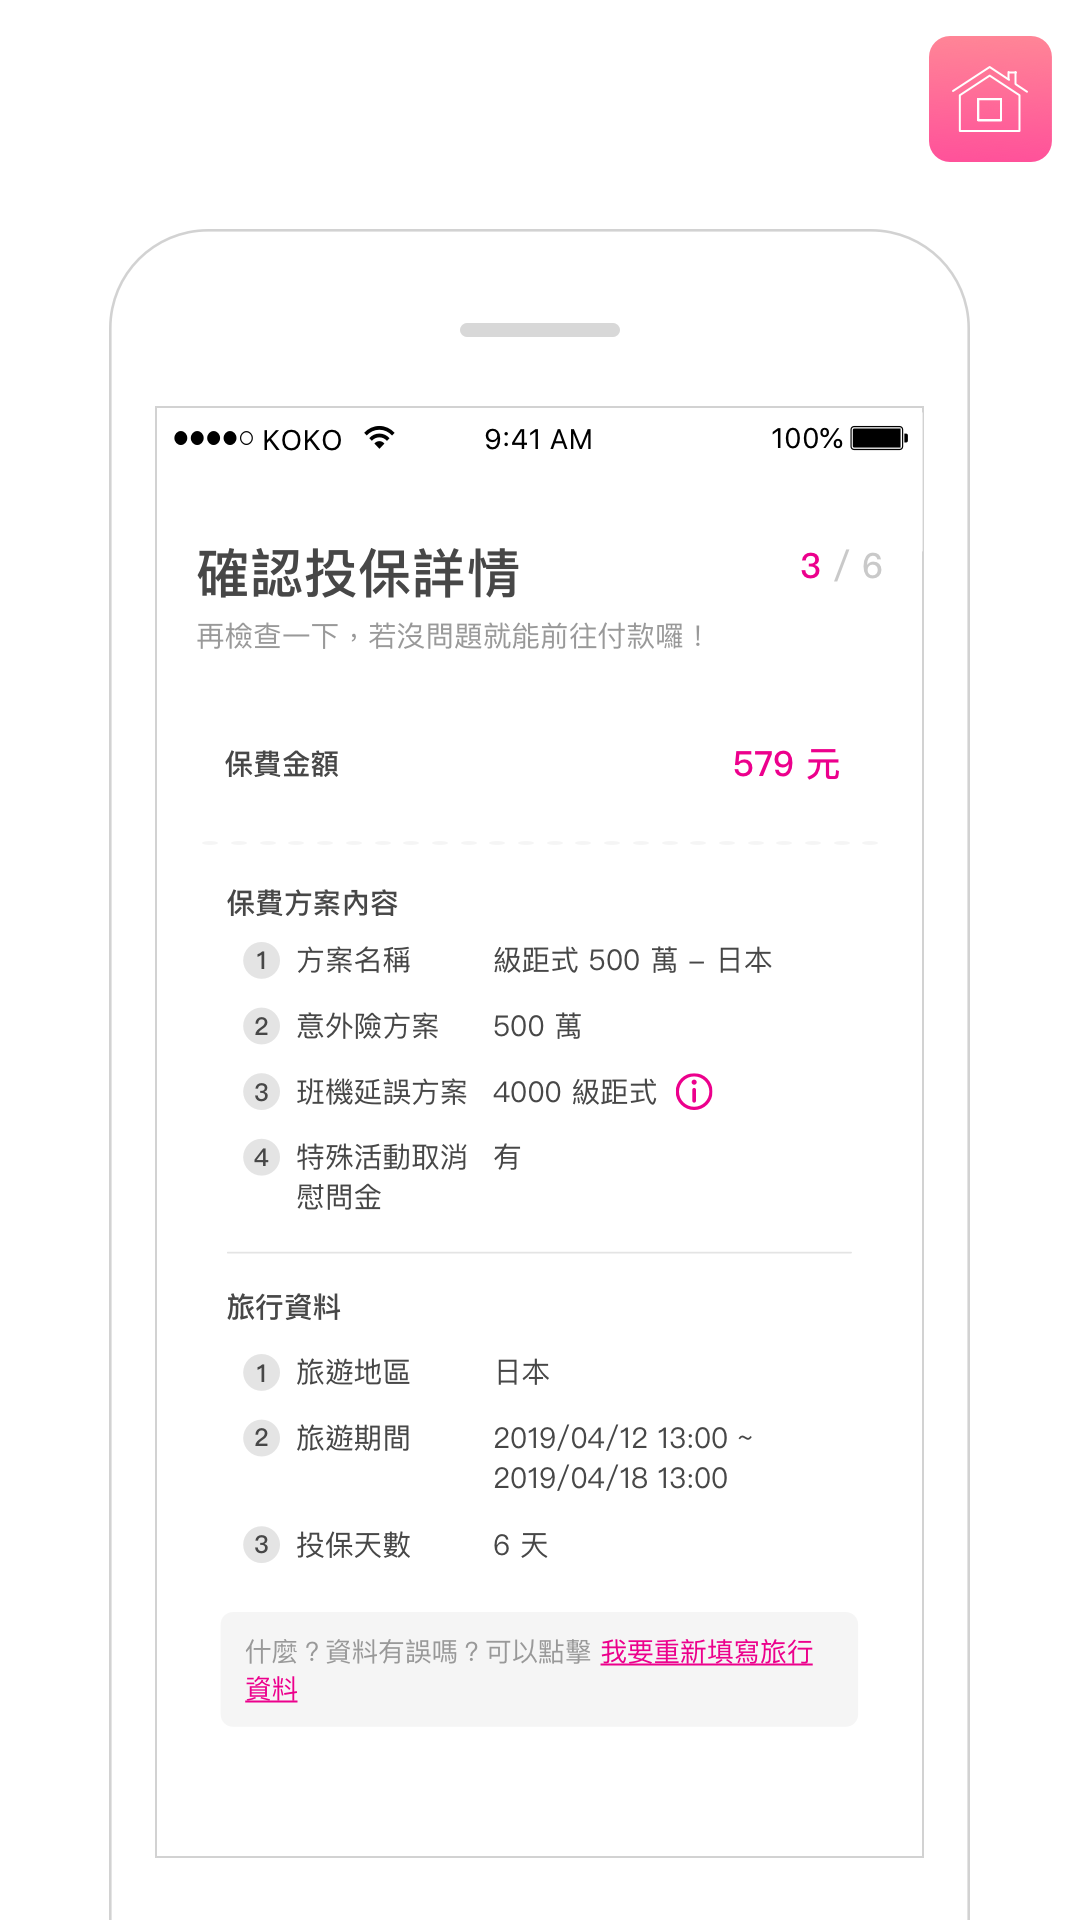 KOKO 9:41 AM 100%
確認投保詳情 3 / 6
再檢查一下，若沒問題就能前往付款囉！
保費金額 579 元
保費方案內容
1 方案名稱 級距式 500 萬 – 日本
2 意外險方案 500 萬
3 班機延誤方案 4000 級距式
4 特殊活動取消 有
慰問金
旅行資料
1 旅遊地區 日本
2 旅遊期間 2019/04/12 13:00 ~
2019/04/18 13:00
3 投保天數 6 天
什麼？資料有誤嗎？可以點擊 我要重新填寫旅行
資料